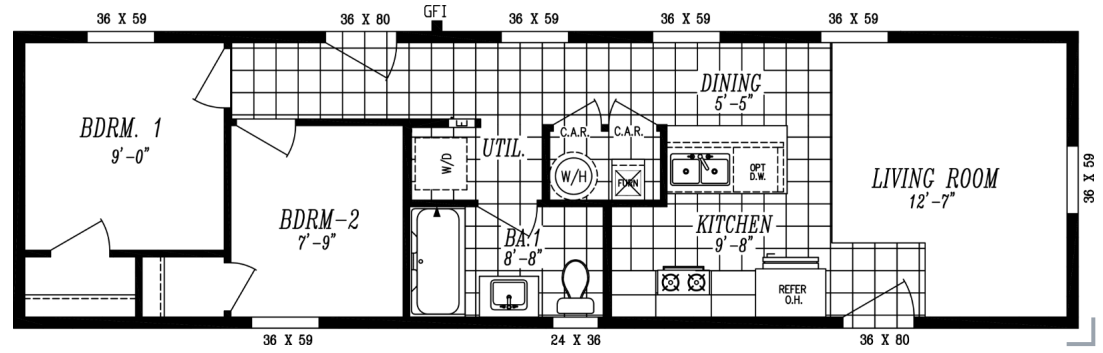 GFI
36 X 59
36 X 80
36 X 59
36 X 59
36 X 59
DINING
5'-5"
BDRM. 1
9'-0"
E
W/D
UTIL.
C.A.R.
C.A.R.
W/H
FURN
OPT
D.W.
LIVING ROOM
12'-7"
36 X 59
BDRM-2
7'-9"
BA.1
8'-8"
KITCHEN
9'-8"
REFER
O.H.
36 X 59
24 X 36
36 X 80